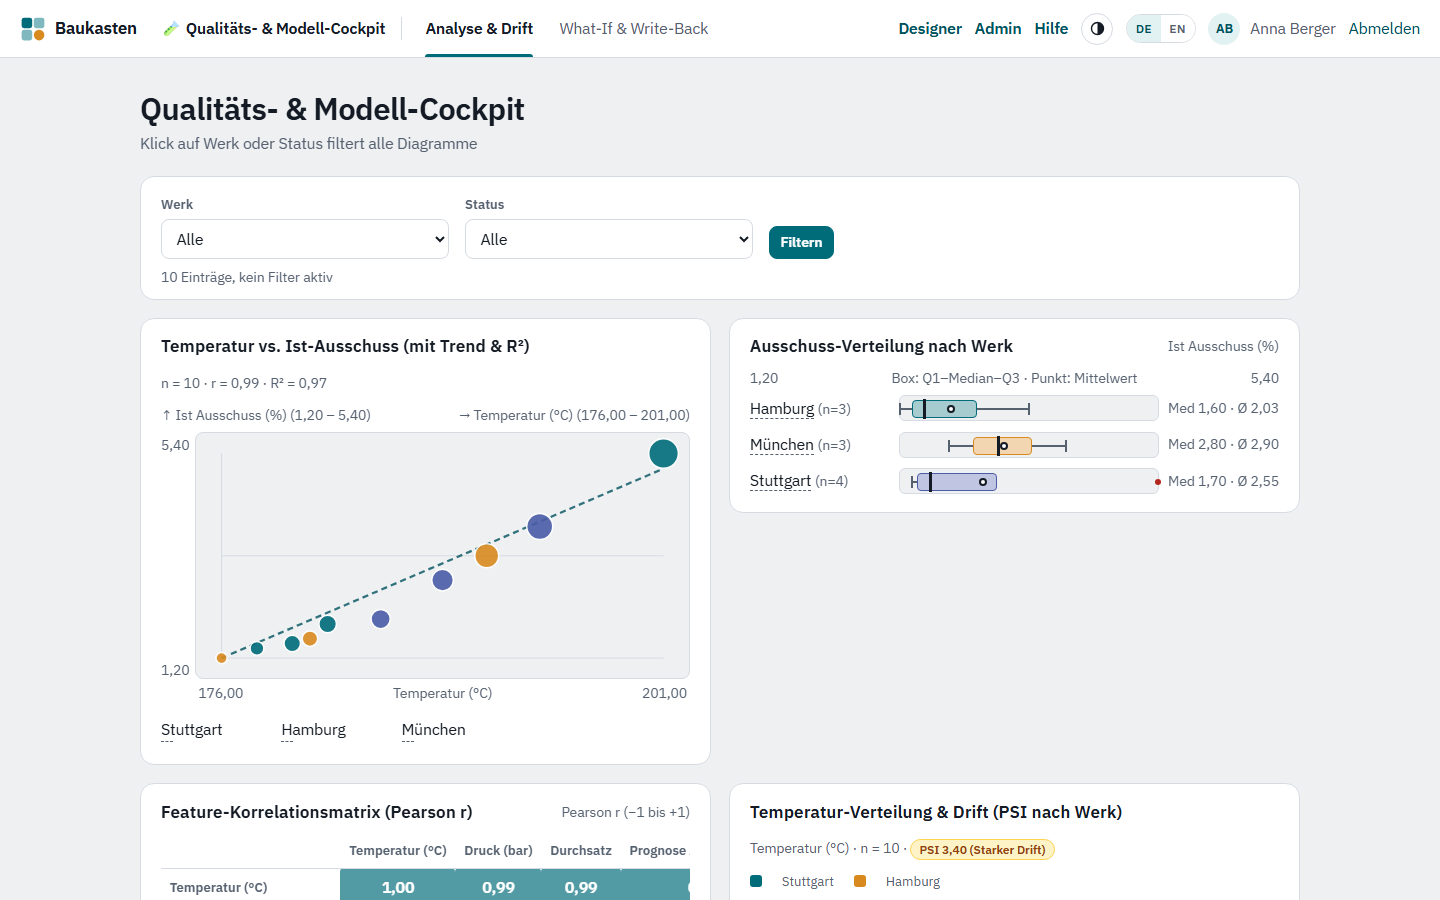 Baukasten Qualitäts- & Modell-Cockpit Analyse & Drift What-If & Write-Back Designer Admin Hilfe DE EN AB Anna Berger Abmelden
Qualitäts- & Modell-Cockpit
Klick auf Werk oder Status filtert alle Diagramme
Werk Status
Alle Alle Filtern
10 Einträge, kein Filter aktiv
Temperatur vs. Ist-Ausschuss (mit Trend & R²)
n = 10 · r = 0,99 · R² = 0,97
↑ Ist Ausschuss (%) (1,20 – 5,40) → Temperatur (°C) (176,00 – 201,00)
5,40
1,20
176,00 Temperatur (°C) 201,00
Stuttgart Hamburg München
Ausschuss-Verteilung nach Werk Ist Ausschuss (%)
1,20 Box: Q1–Median–Q3 · Punkt: Mittelwert 5,40
Hamburg (n=3) Med 1,60 · Ø 2,03
München (n=3) Med 2,80 · Ø 2,90
Stuttgart (n=4) Med 1,70 · Ø 2,55
Feature-Korrelationsmatrix (Pearson r) Pearson r (−1 bis +1)
Temperatur (°C) Druck (bar) Durchsatz Prognose
Temperatur (°C) 1,00 0,99 0,99
Temperatur-Verteilung & Drift (PSI nach Werk)
Temperatur (°C) · n = 10 · PSI 3,40 (Starker Drift)
Stuttgart Hamburg